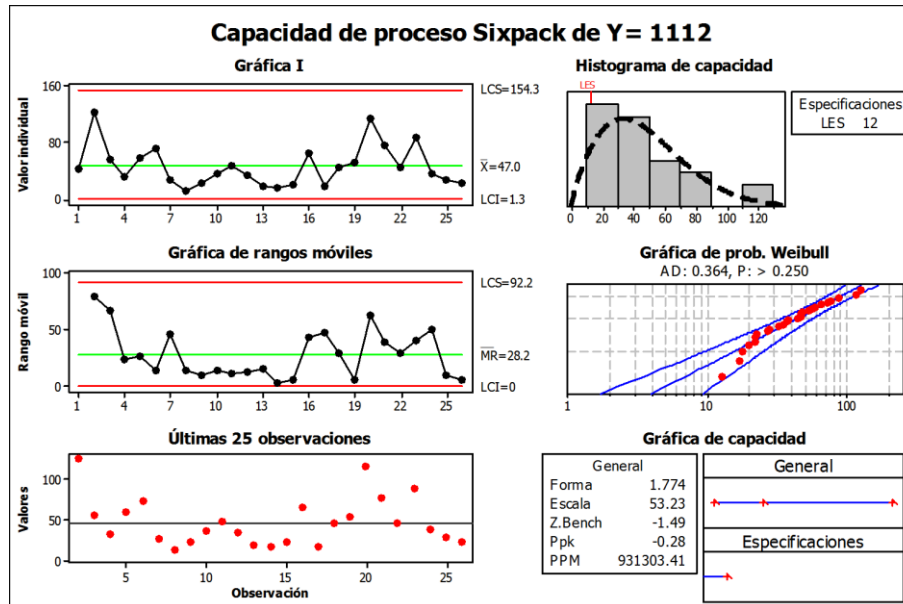 Capacidad de proceso Sixpack de Y= 1112
Gráfica I
Valor individual
160
80
0
LCS=154.3
X̄=47.0
LCI=1.3
1 4 7 10 13 16 19 22 25
Histograma de capacidad
LES
0 20 40 60 80 100 120
Especificaciones
LES 12
Gráfica de rangos móviles
Rango móvil
100
50
0
LCS=92.2
M̅R̅=28.2
LCI=0
1 4 7 10 13 16 19 22 25
Gráfica de prob. Weibull
AD: 0.364, P: > 0.250
1 10 100
Últimas 25 observaciones
Valores
100
50
0
5 10 15 20 25
Observación
Gráfica de capacidad
General
Forma 1.774
Escala 53.23
Z.Bench -1.49
Ppk -0.28
PPM 931303.41
General
Especificaciones